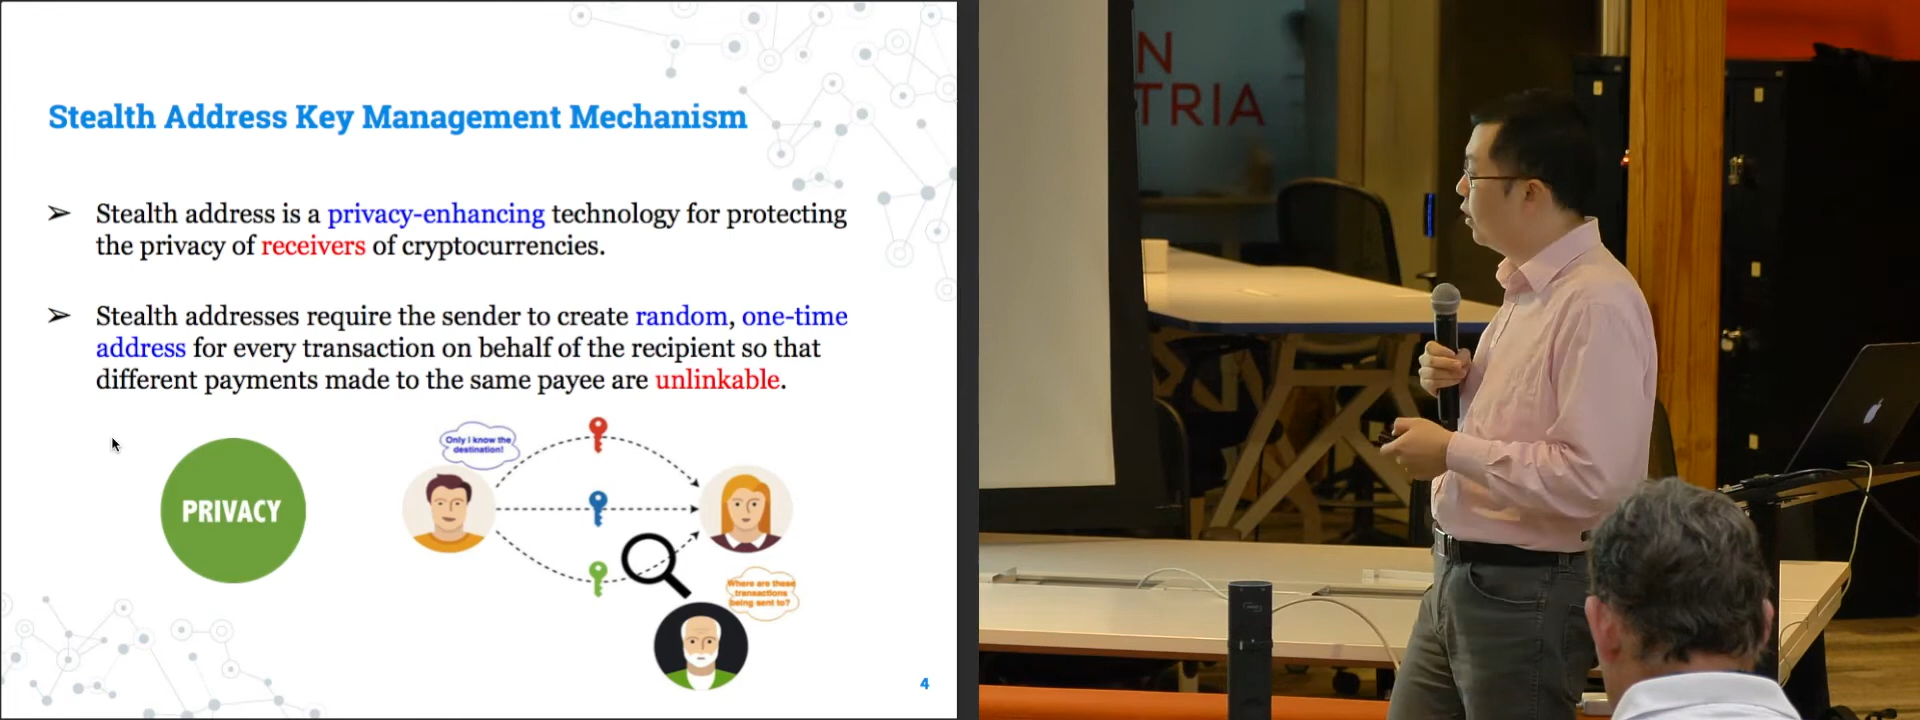 Stealth Address Key Management Mechanism
➢ Stealth address is a privacy-enhancing technology for protecting
the privacy of receivers of cryptocurrencies.
➢ Stealth addresses require the sender to create random, one-time
address for every transaction on behalf of the recipient so that
different payments made to the same payee are unlinkable.
PRIVACY
Only I know the
destination!
Where are these
transactions
being sent to?
4
N
TRIA